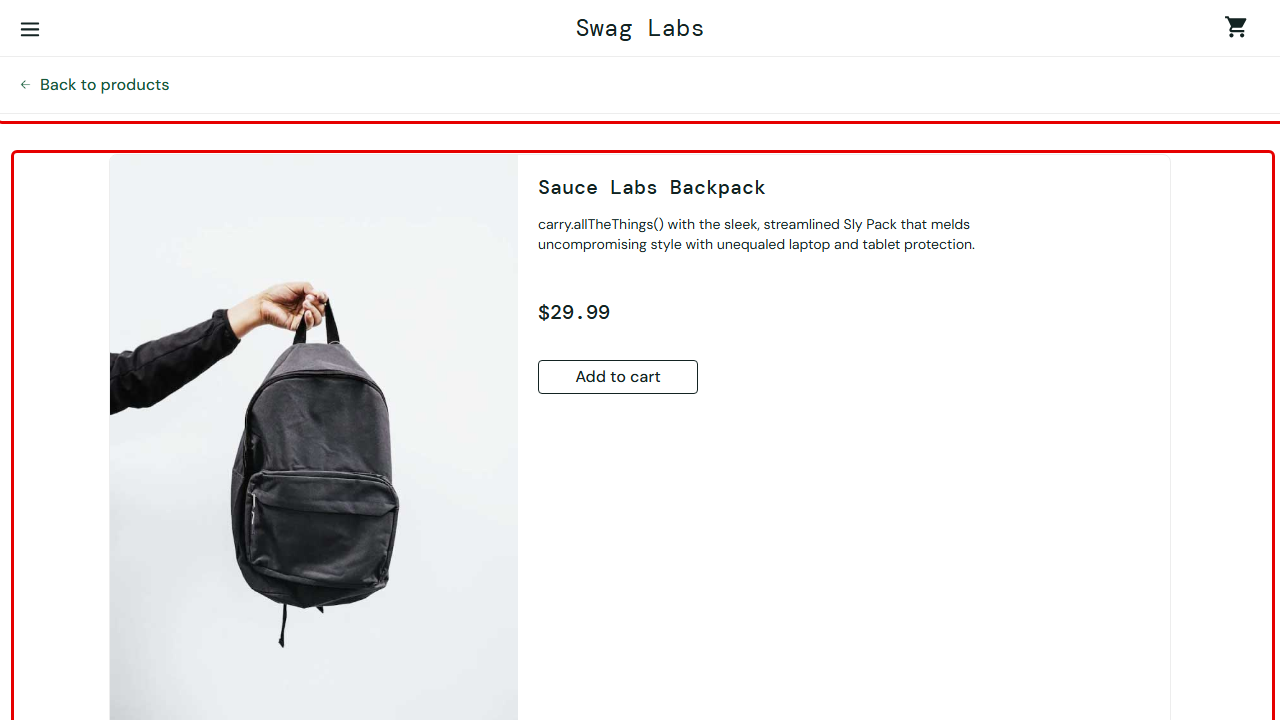 Swag Labs
Back to products
Sauce Labs Backpack
carry.allTheThings() with the sleek, streamlined Sly Pack that melds
uncompromising style with unequaled laptop and tablet protection.
$29.99
Add to cart